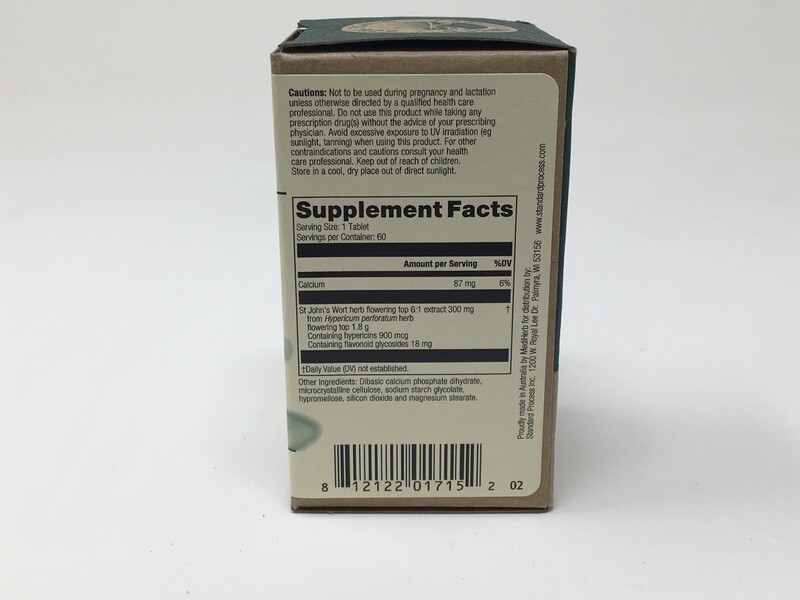 Cautions: Not to be used during pregnancy and lactation
unless otherwise directed by a qualified health care
professional. Do not use this product while taking any
prescription drug(s) without the advice of your prescribing
physician. Avoid excessive exposure to UV irradiation (eg
sunlight, tanning) when using this product. For other
contraindications and cautions consult your health
care professional. Keep out of reach of children.
Store in a cool, dry place out of direct sunlight.
Supplement Facts
Serving Size: 1 Tablet
Servings per Container: 60
Amount per Serving %DV
Calcium 87 mg 6%
St John's Wort herb flowering top 6:1 extract 300 mg †
from Hypericum perforatum herb
flowering top 1.8 g
Containing hypericins 900 mcg
Containing flavonoid glycosides 18 mg
†Daily Value (DV) not established.
Other Ingredients: Dibasic calcium phosphate dihydrate,
microcrystalline cellulose, sodium starch glycolate,
hypromellose, silicon dioxide and magnesium stearate.
8 12122 01715 2 02
Proudly made in Australia by MediHerb for distribution by:
Standard Process Inc. 1200 W. Royal Lee Dr. Palmyra, WI 53156 www.standardprocess.com